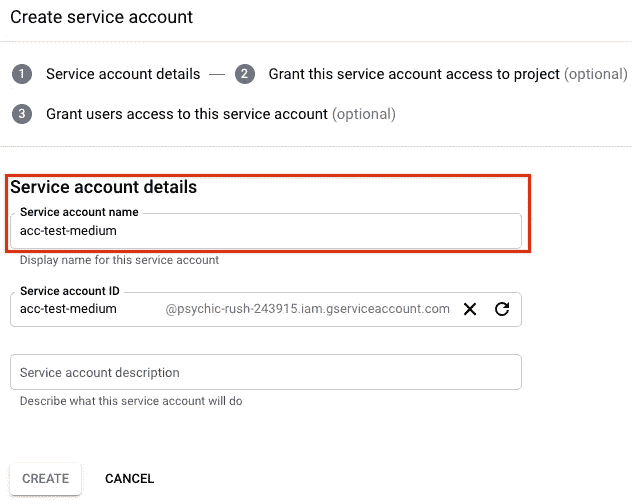 Create service account
1 Service account details — 2 Grant this service account access to project (optional)
3 Grant users access to this service account (optional)
Service account details
Service account name
acc-test-medium
Display name for this service account
Service account ID
acc-test-medium @psychic-rush-243915.iam.gserviceaccount.com
Service account description
Describe what this service account will do
CREATE CANCEL